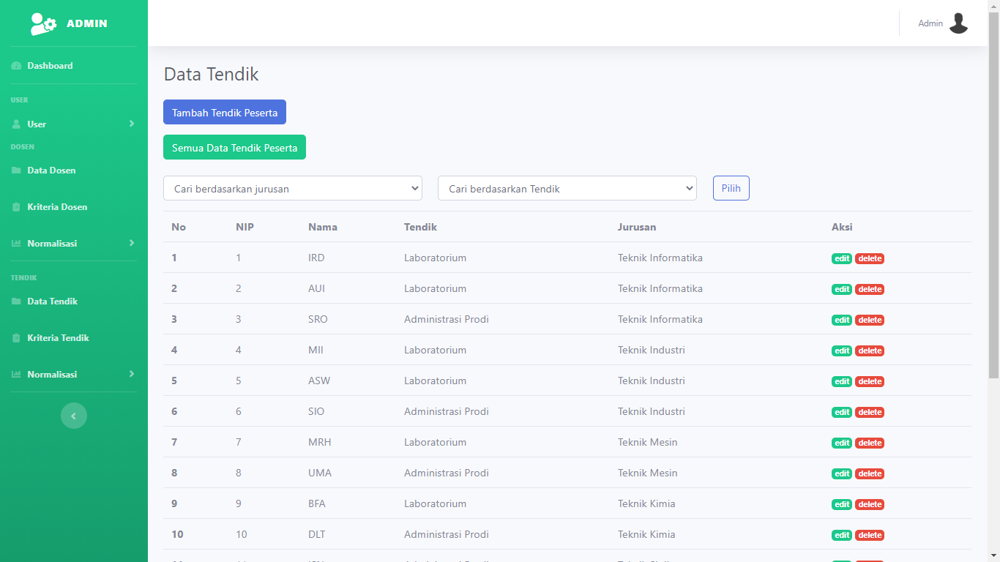 ADMIN
Admin
Dashboard
USER
User
DOSEN
Data Dosen
Kriteria Dosen
Normalisasi
TENDIK
Data Tendik
Kriteria Tendik
Normalisasi
Data Tendik
Tambah Tendik Peserta
Semua Data Tendik Peserta
Cari berdasarkan jurusan Cari berdasarkan Tendik Pilih
No NIP Nama Tendik Jurusan Aksi
1 1 IRD Laboratorium Teknik Informatika edit delete
2 2 AUI Laboratorium Teknik Informatika edit delete
3 3 SRO Administrasi Prodi Teknik Informatika edit delete
4 4 MII Laboratorium Teknik Industri edit delete
5 5 ASW Laboratorium Teknik Industri edit delete
6 6 SIO Administrasi Prodi Teknik Industri edit delete
7 7 MRH Laboratorium Teknik Mesin edit delete
8 8 UMA Administrasi Prodi Teknik Mesin edit delete
9 9 BFA Laboratorium Teknik Kimia edit delete
10 10 DLT Administrasi Prodi Teknik Kimia edit delete